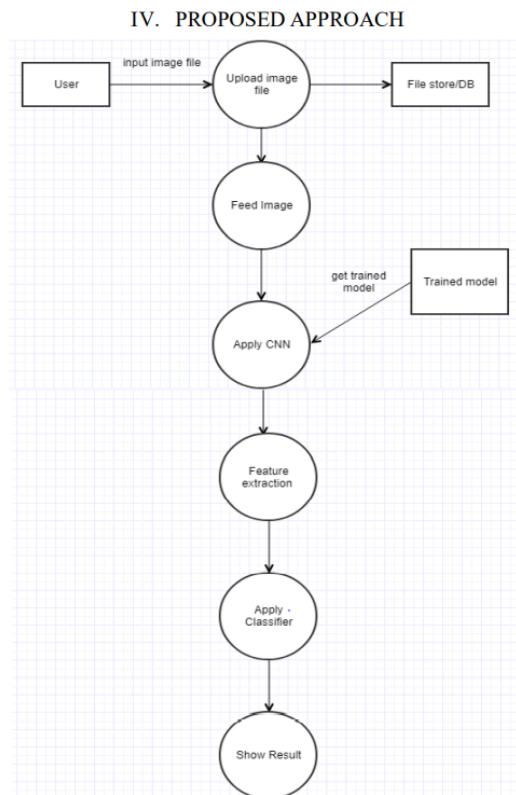 IV. PROPOSED APPROACH
input image file
User
Upload image
file
File store/DB
Feed Image
get trained
model
Trained model
Apply CNN
Feature
extraction
Apply
Classifier
Show Result